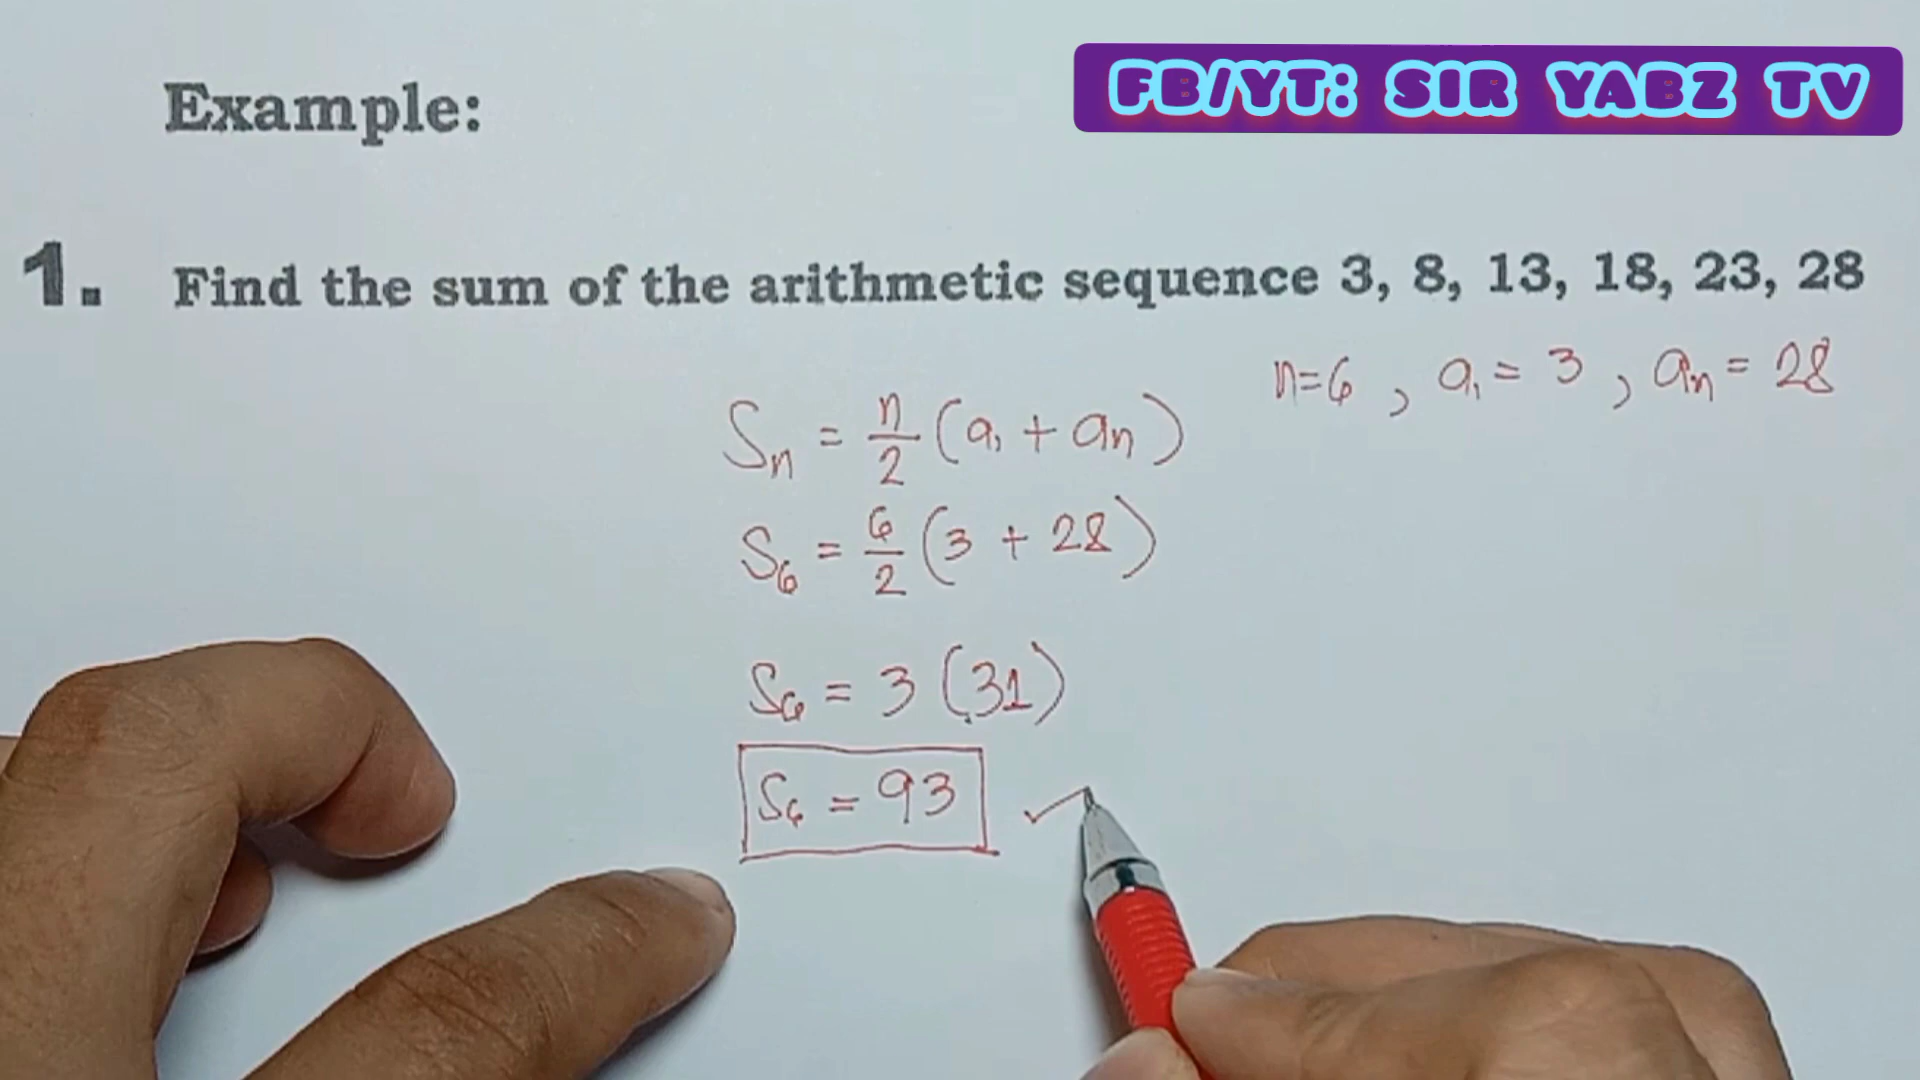 FB/YT: SIR YABZ TV
Example:
1. Find the sum of the arithmetic sequence 3, 8, 13, 18, 23, 28
n=6 , a₁ = 3 , aₙ = 28
Sₙ = n/2 (a₁ + aₙ)
S₆ = 6/2 (3 + 28)
S₆ = 3 (31)
S₆ = 93 ✓